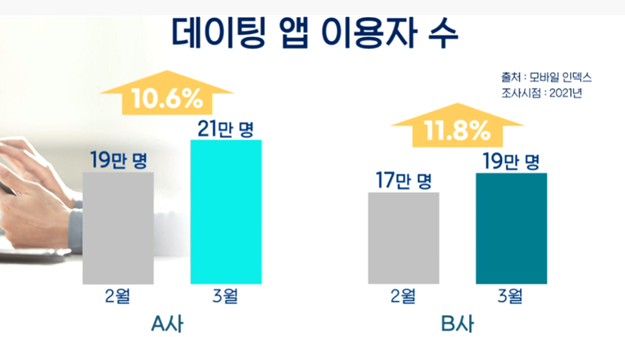 데이팅 앱 이용자 수
출처 : 모바일 인덱스
조사시점 : 2021년
10.6%
19만 명
21만 명
2월
3월
A사
11.8%
17만 명
19만 명
2월
3월
B사